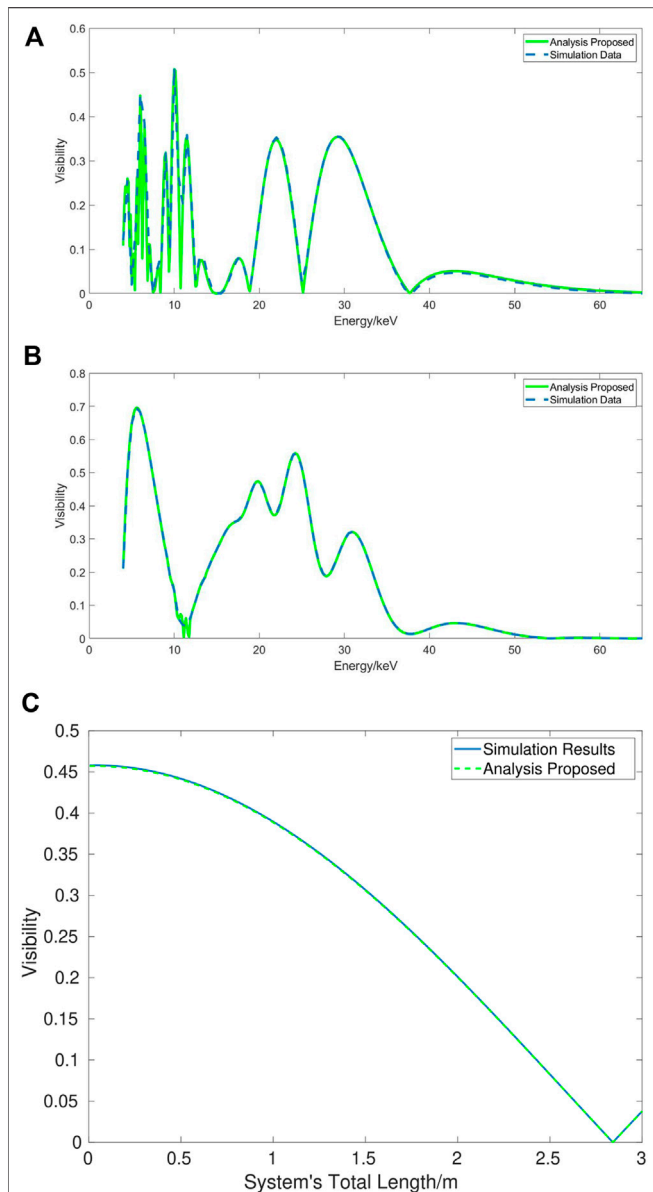 A
0.6
0.5
0.4
0.3
0.2
0.1
0
Visibility
Analysis Proposed
Simulation Data
0 10 20 30 40 50 60
Energy/keV
B
0.8
0.7
0.6
0.5
0.4
0.3
0.2
0.1
0
Visibility
Analysis Proposed
Simulation Data
0 10 20 30 40 50 60
Energy/keV
C
0.5
0.45
0.4
0.35
0.3
0.25
0.2
0.15
0.1
0.05
0
Visibility
Simulation Results
Analysis Proposed
0 0.5 1 1.5 2 2.5 3
System's Total Length/m